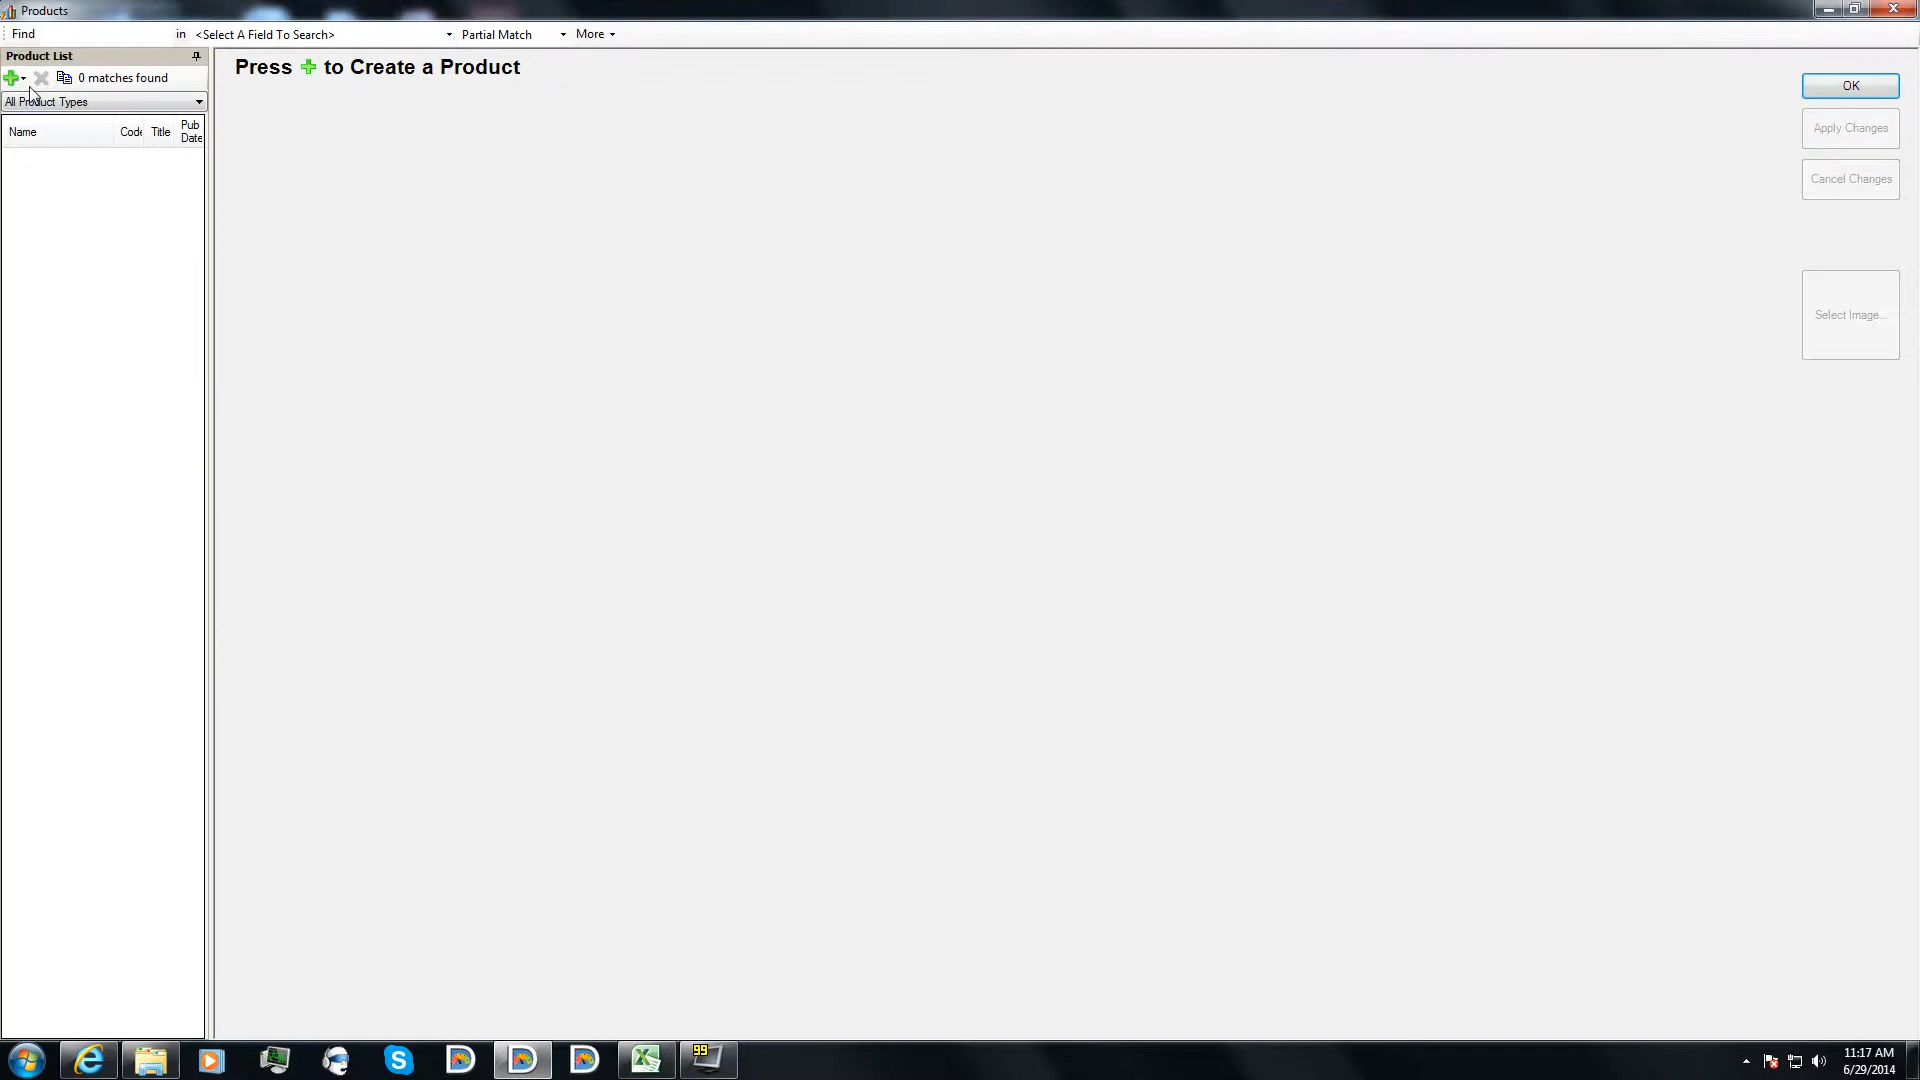 Products
Find in <Select A Field To Search> Partial Match More
Product List
0 matches found
All Product Types
Name Code Title Pub Date
Press to Create a Product
OK
Apply Changes
Cancel Changes
Select Image...
99
11:17 AM
6/29/2014